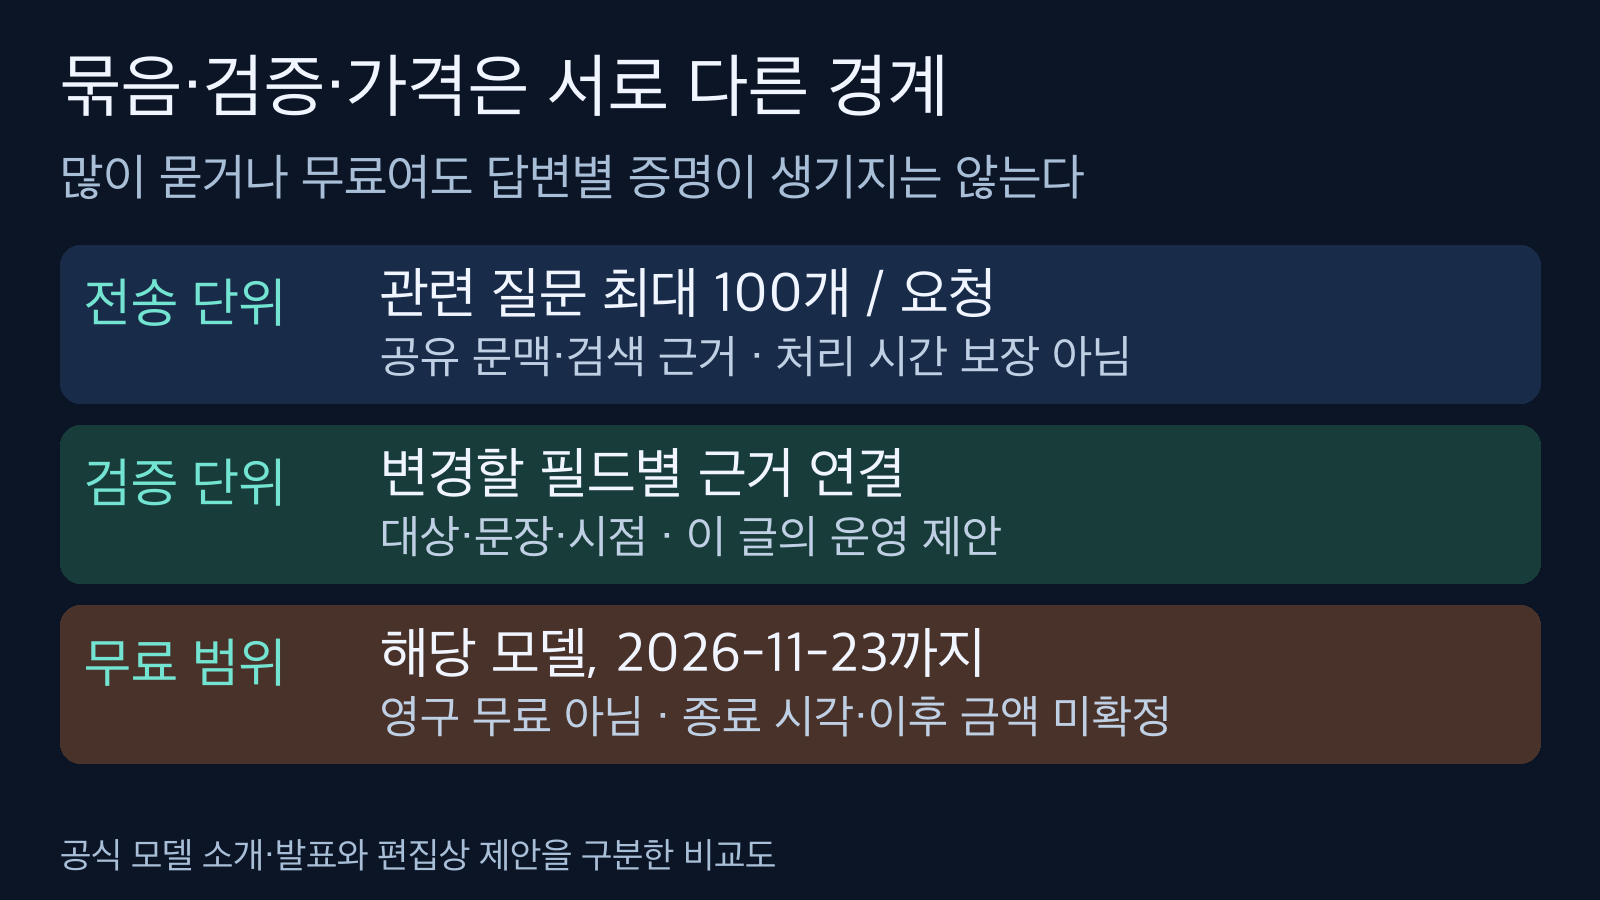 묶음·검증·가격은 서로 다른 경계
많이 묻거나 무료여도 답변별 증명이 생기지는 않는다
전송 단위
관련 질문 최대 100개 / 요청
공유 문맥·검색 근거 · 처리 시간 보장 아님
검증 단위
변경할 필드별 근거 연결
대상·문장·시점 · 이 글의 운영 제안
무료 범위
해당 모델, 2026-11-23까지
영구 무료 아님 · 종료 시각·이후 금액 미확정
공식 모델 소개·발표와 편집상 제안을 구분한 비교도